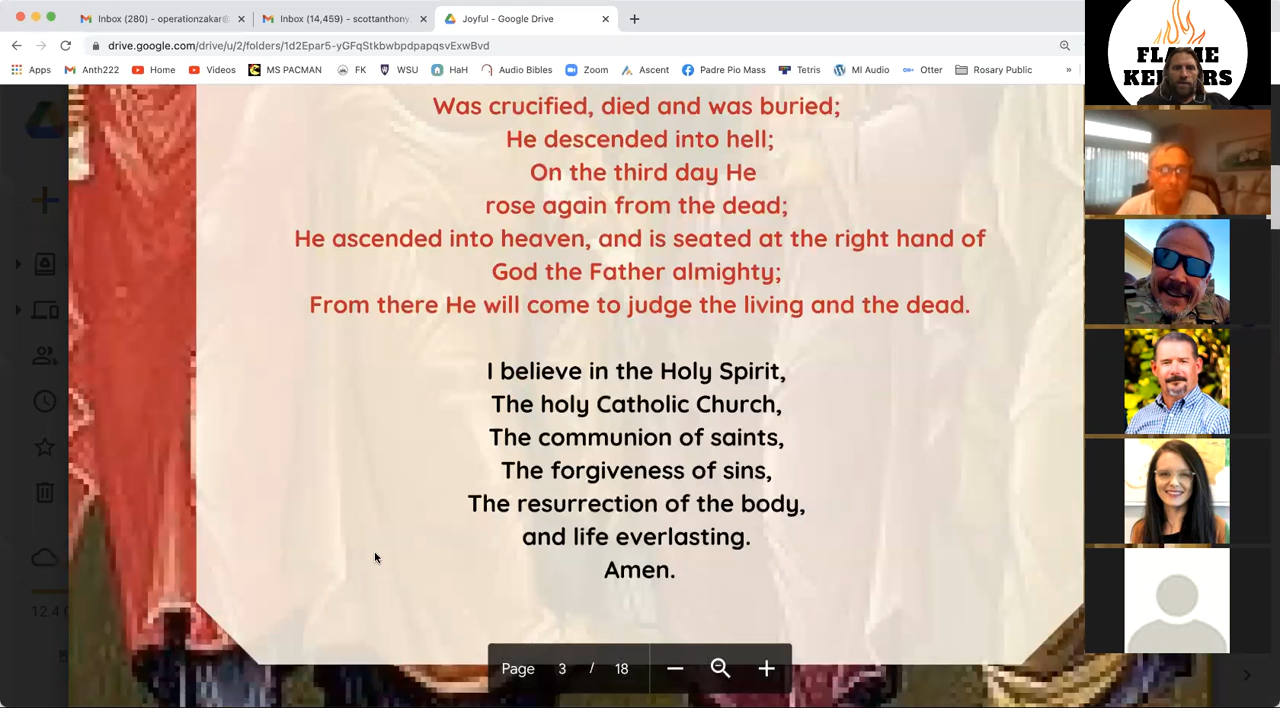 Inbox (280) - operationzakar@
Inbox (14,459) - scottanthony.
Joyful - Google Drive
drive.google.com/drive/u/2/folders/1d2Epar5-yGFqStkbwbpdpapqsvExwBvd
Apps Anth222 Home Videos MS PACMAN FK WSU Hallo Audio Bibles Zoom Ascent Padre Pio Mass Tetris MI Audio Otter Rosary Public »
Was crucified, died and was buried;
He descended into hell;
On the third day He
rose again from the dead;
He ascended into heaven, and is seated at the right hand of
God the Father almighty;
From there He will come to judge the living and the dead.
I believe in the Holy Spirit,
The holy Catholic Church,
The communion of saints,
The forgiveness of sins,
The resurrection of the body,
and life everlasting.
Amen.
Page 3 / 18
12.4